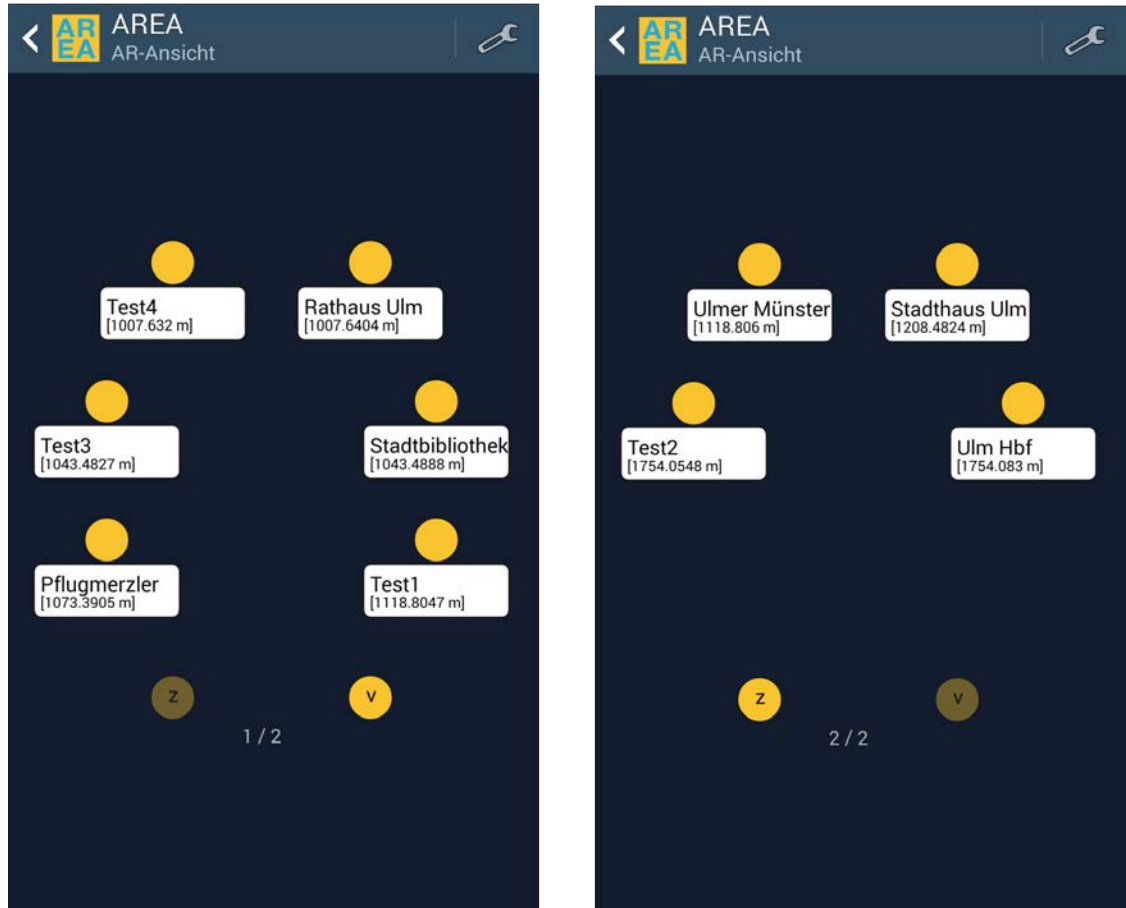 AR
EA
AREA
AR-Ansicht
Test4
[1007.632 m]
Rathaus Ulm
[1007.6404 m]
Test3
[1043.4827 m]
Stadtbibliothek
[1043.4888 m]
Pflugmerzler
[1073.3905 m]
Test1
[1118.8047 m]
Z
V
1 / 2
AR
EA
AREA
AR-Ansicht
Ulmer Münster
[1118.806 m]
Stadthaus Ulm
[1208.4824 m]
Test2
[1754.0548 m]
Ulm Hbf
[1754.083 m]
Z
V
2 / 2